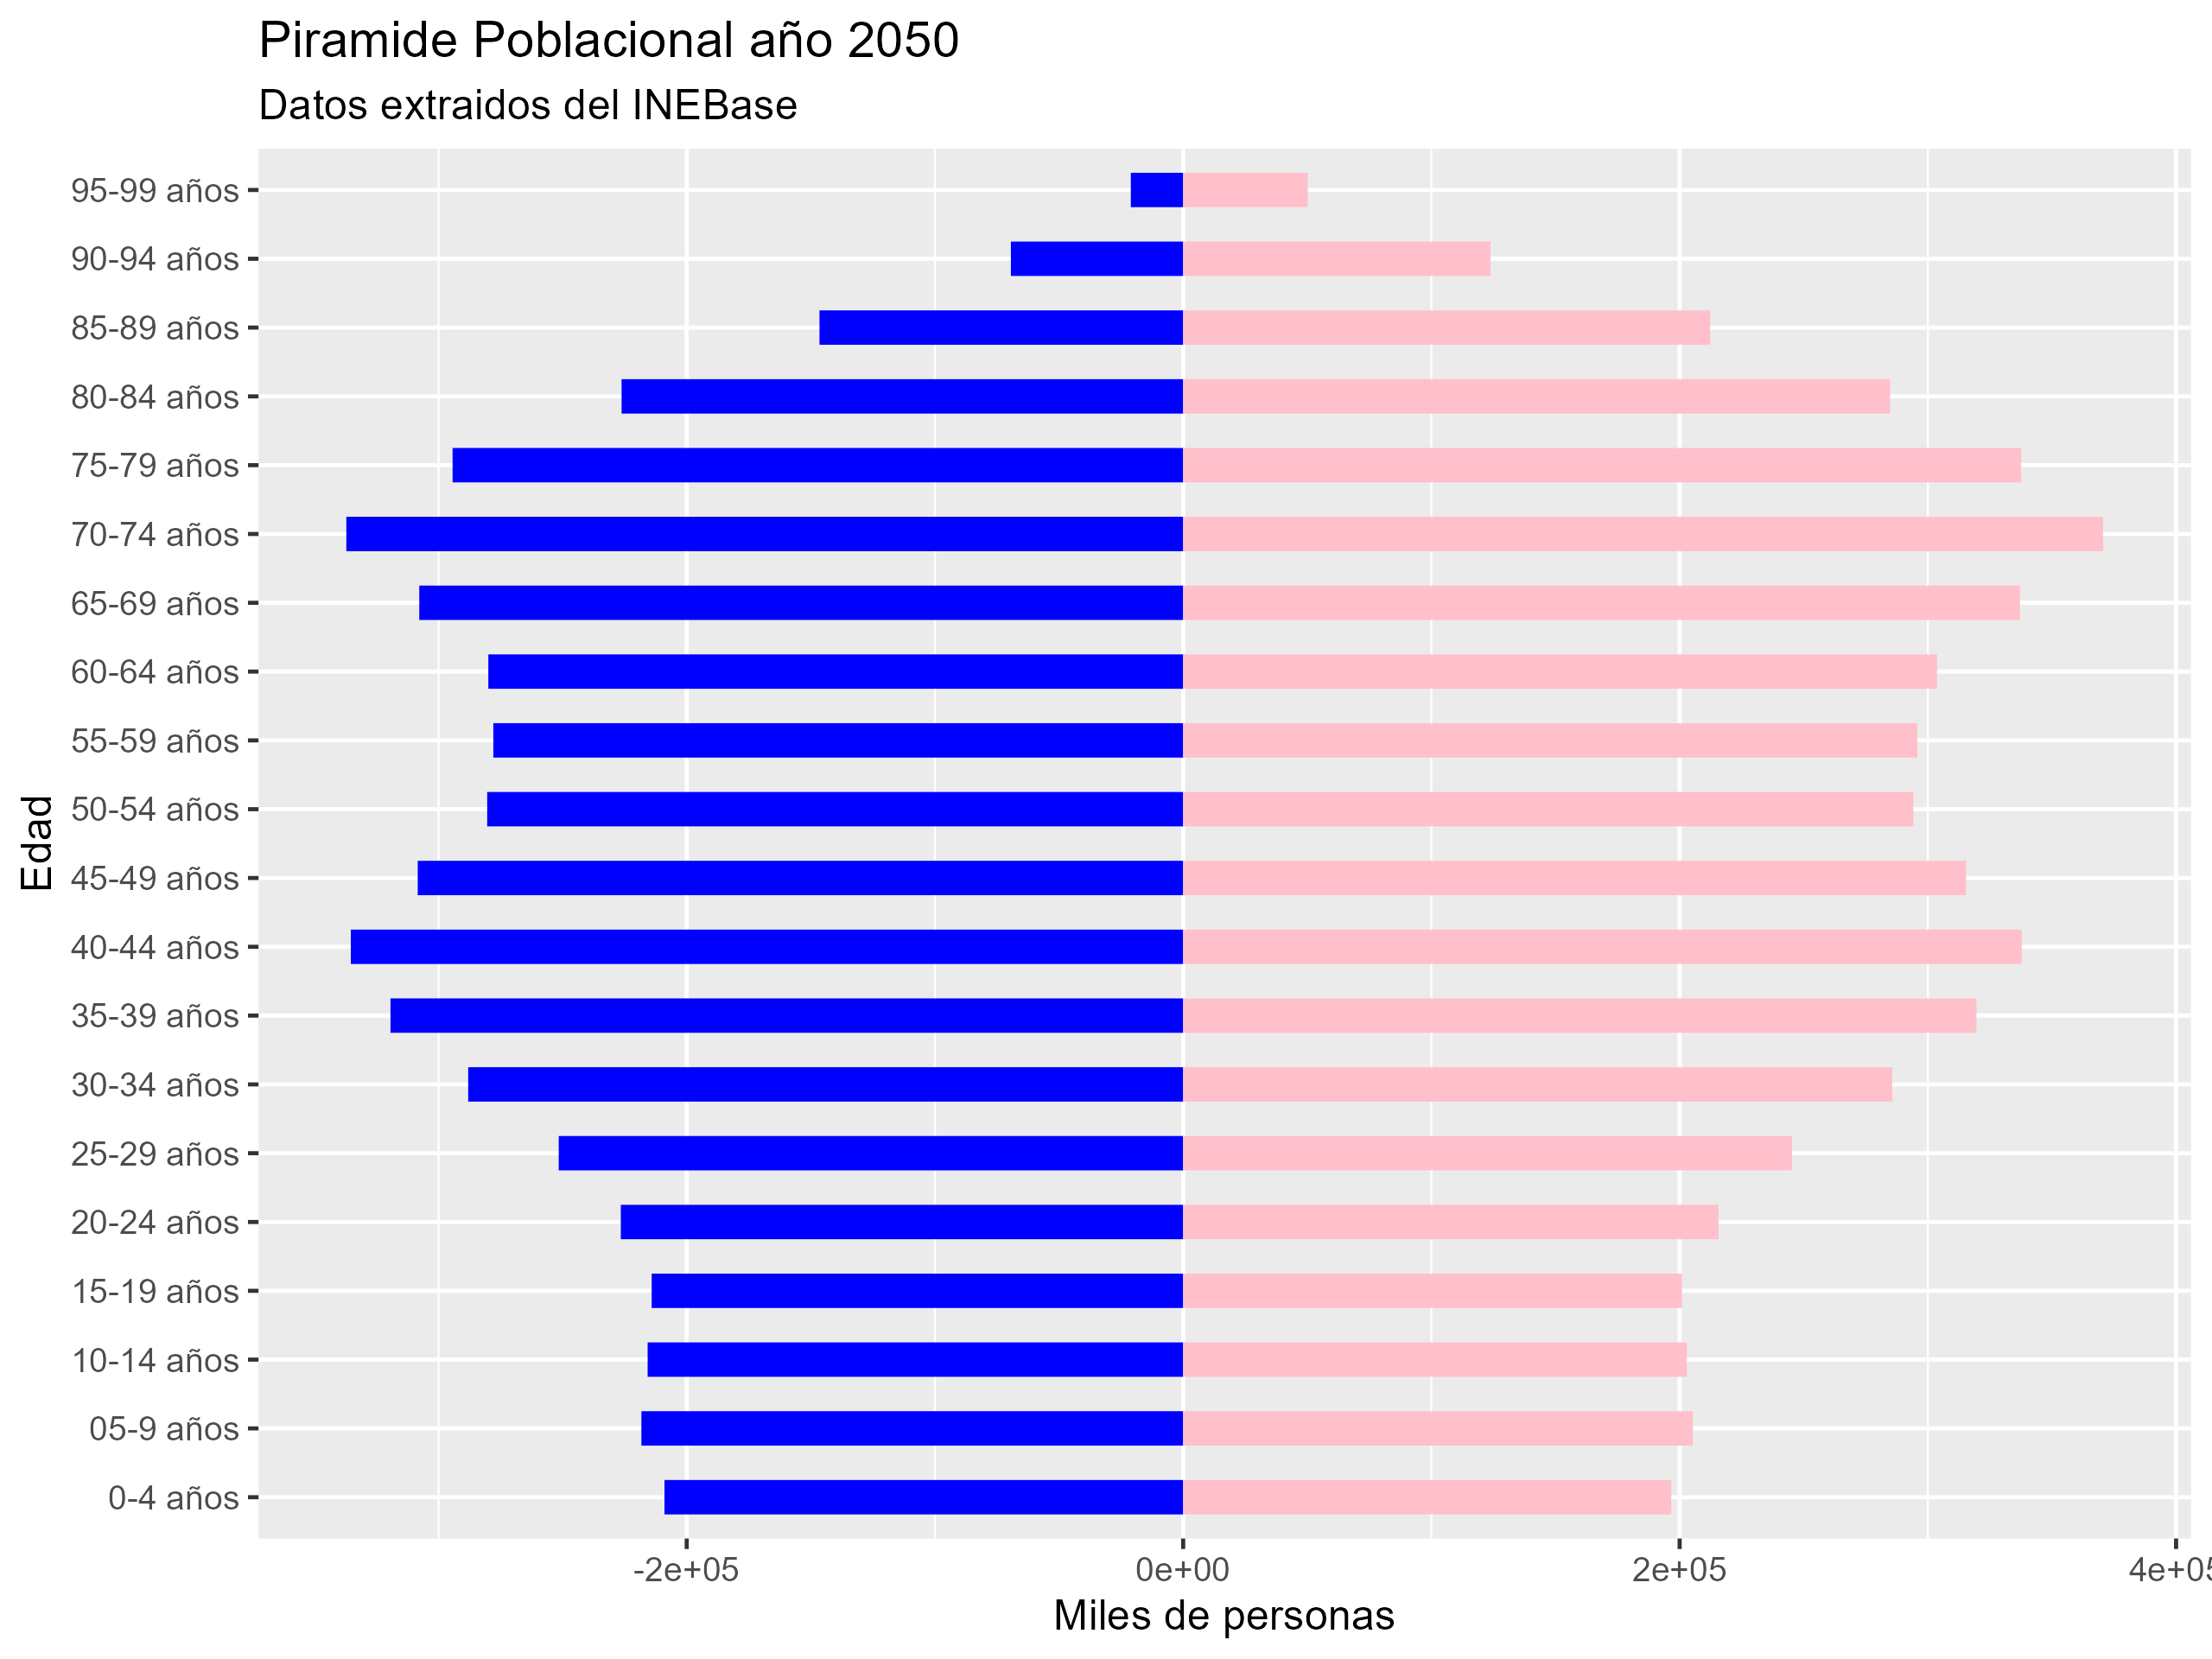 Piramide Poblacional año 2050
Datos extraidos del INEBase
Edad
95-99 años
90-94 años
85-89 años
80-84 años
75-79 años
70-74 años
65-69 años
60-64 años
55-59 años
50-54 años
45-49 años
40-44 años
35-39 años
30-34 años
25-29 años
20-24 años
15-19 años
10-14 años
05-9 años
0-4 años
-2e+05 0e+00 2e+05 4e+05
Miles de personas